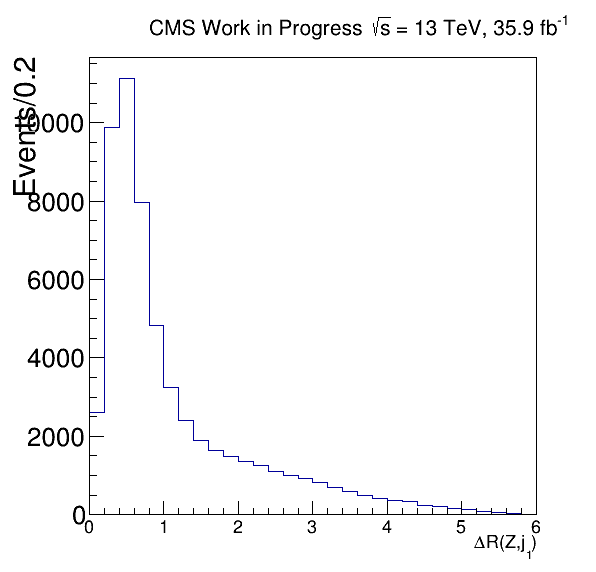 CMS Work in Progress √s = 13 TeV, 35.9 fb⁻¹
Events/0.2
10000
8000
6000
4000
2000
0
0 1 2 3 4 5 6
ΔR(Z,j₁)